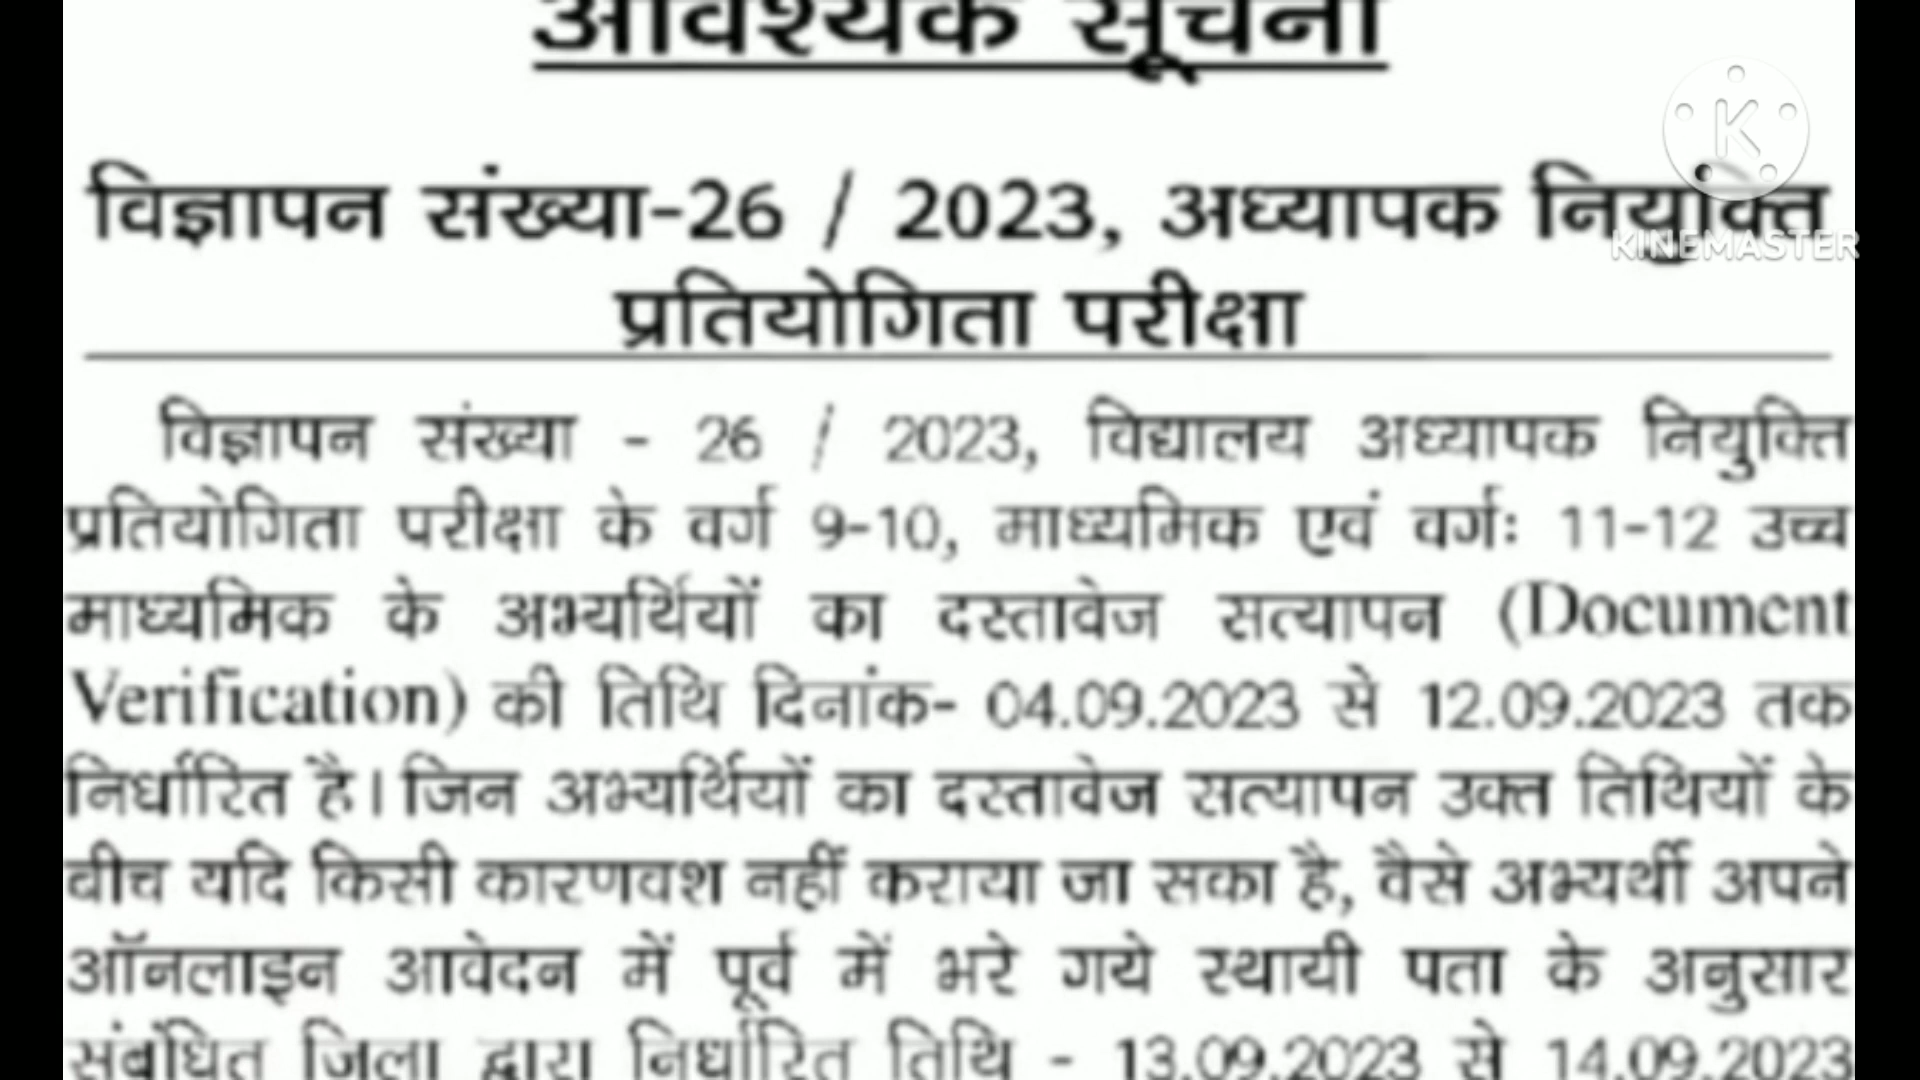 आवश्यक सूचना
विज्ञापन संख्या-26 / 2023, अध्यापक नियुक्ति
प्रतियोगिता परीक्षा
विज्ञापन संख्या - 26 / 2023, विद्यालय अध्यापक नियुक्ति
प्रतियोगिता परीक्षा के वर्ग 9-10, माध्यमिक एवं वर्गः 11-12 उच्च
माध्यमिक के अभ्यर्थियों का दस्तावेज सत्यापन (Document
Verification) की तिथि दिनांक- 04.09.2023 से 12.09.2023 तक
निर्धारित है। जिन अभ्यर्थियों का दस्तावेज सत्यापन उक्त तिथियों के
बीच यदि किसी कारणवश नहीं कराया जा सका है, वैसे अभ्यर्थी अपने
ऑनलाइन आवेदन में पूर्व में भरे गये स्थायी पता के अनुसार
संबंधित जिला द्वारा निर्धारित तिथि - 13.09.2023 से 14.09.2023
K
KINEMASTER